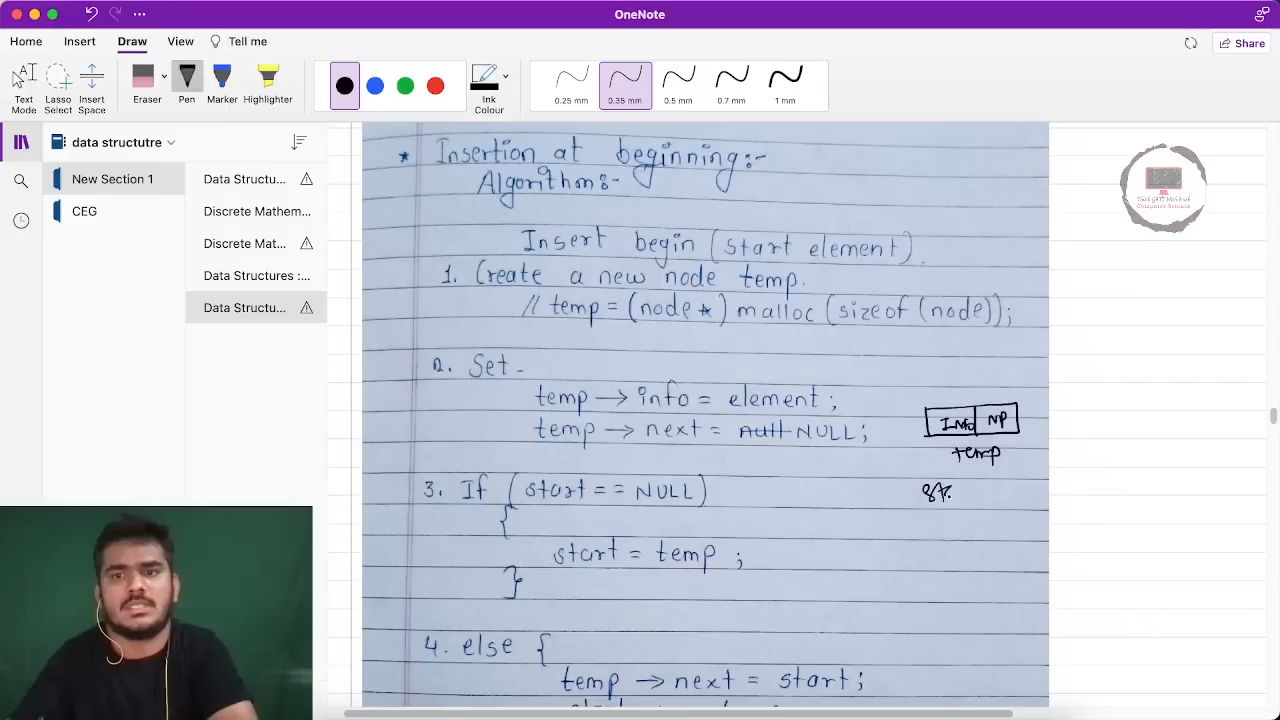 OneNote
Home Insert Draw View Tell me
Share
Text Mode
Lasso Select
Insert Space
Eraser
Pen
Marker
Highlighter
Ink Colour
0.25 mm
0.35 mm
0.5 mm
0.7 mm
1 mm
data structutre
New Section 1
CEG
Data Structu...
Discrete Mathem...
Discrete Mat...
Data Structures :...
Data Structu...
* Insertion at beginning:-
Algorithm:-
Insert begin (start element).
1. Create a new node temp.
// temp = (node *) malloc (sizeof (node));
2. Set -
temp → info = element ;
temp → next = NULL ;
3. If (start == NULL)
{
start = temp ;
}
4. else {
temp → next = start ;
Info NP
temp
Computer Science